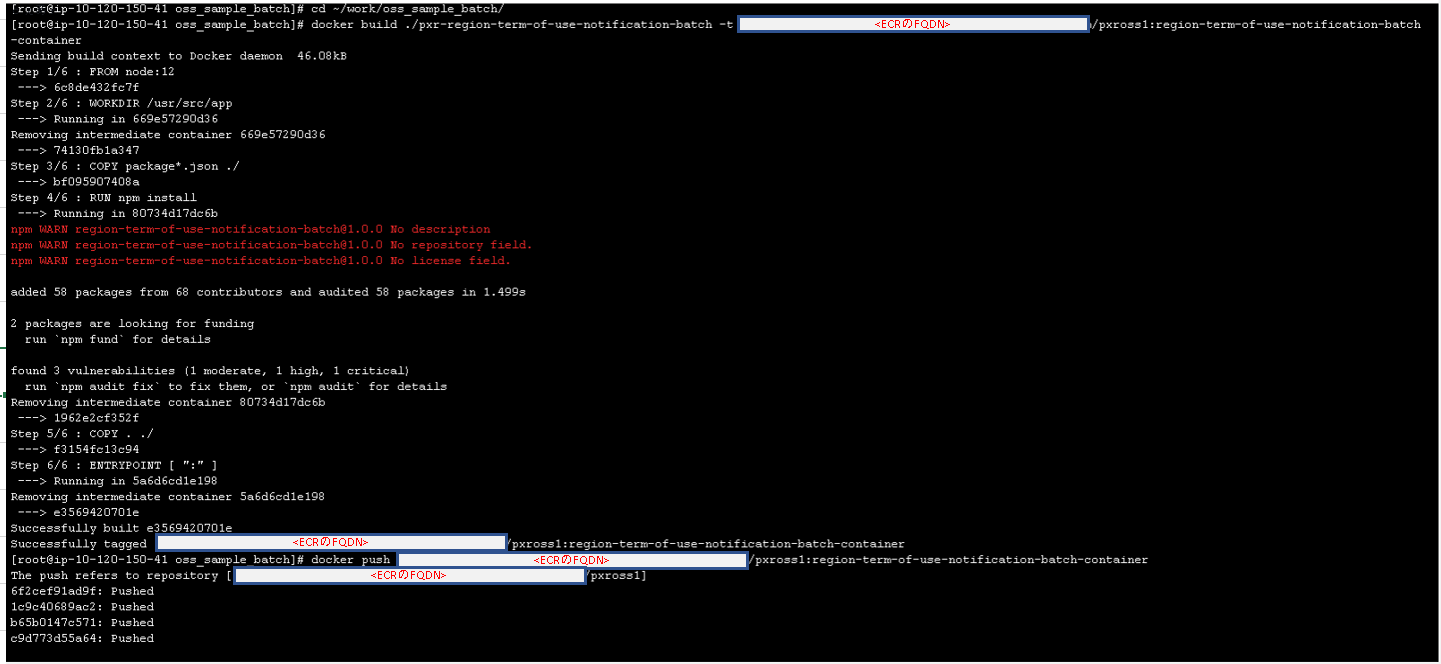 [root@ip-10-120-150-41 oss_sample_batch]# cd ~/work/oss_sample_batch/
[root@ip-10-120-150-41 oss_sample_batch]# docker build ./pxr-region-term-of-use-notification-batch -t <ECRのFQDN>/pxross1:region-term-of-use-notification-batch
-container
Sending build context to Docker daemon  46.08kB
Step 1/6 : FROM node:12
 ---> 6c8de432fc7f
Step 2/6 : WORKDIR /usr/src/app
 ---> Running in 669e57290d36
Removing intermediate container 669e57290d36
 ---> 74130fb1a347
Step 3/6 : COPY package*.json ./
 ---> bf095907408a
Step 4/6 : RUN npm install
 ---> Running in 80734d17dc6b
npm WARN region-term-of-use-notification-batch@1.0.0 No description
npm WARN region-term-of-use-notification-batch@1.0.0 No repository field.
npm WARN region-term-of-use-notification-batch@1.0.0 No license field.
added 58 packages from 68 contributors and audited 58 packages in 1.499s
2 packages are looking for funding
  run `npm fund` for details
found 3 vulnerabilities (1 moderate, 1 high, 1 critical)
  run `npm audit fix` to fix them, or `npm audit` for details
Removing intermediate container 80734d17dc6b
 ---> 1962e2cf352f
Step 5/6 : COPY . ./
 ---> f3154fc13c94
Step 6/6 : ENTRYPOINT [ ":" ]
 ---> Running in 5a6d6cd1e198
Removing intermediate container 5a6d6cd1e198
 ---> e3569420701e
Successfully built e3569420701e
Successfully tagged <ECRのFQDN>/pxross1:region-term-of-use-notification-batch-container
[root@ip-10-120-150-41 oss_sample_batch]# docker push <ECRのFQDN>/pxross1:region-term-of-use-notification-batch-container
The push refers to repository [<ECRのFQDN>/pxross1]
6f2cef91ad9f: Pushed
1c9c40689ac2: Pushed
b65b0147c571: Pushed
c9d773d55a64: Pushed